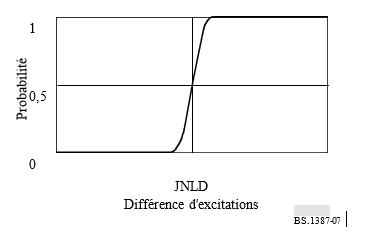 1
Probabilité
0,5
0
JNLD
Différence d'excitations
BS.1387-07